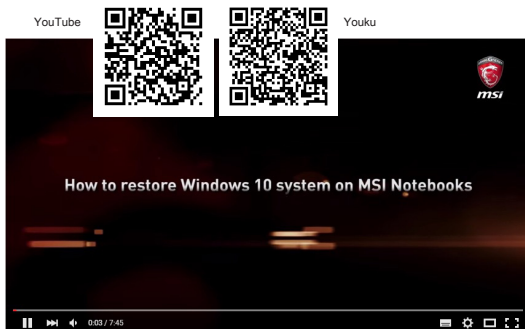 YouTube
Youku
msi
How to restore Windows 10 system on MSI Notebooks
0:03 / 7:45